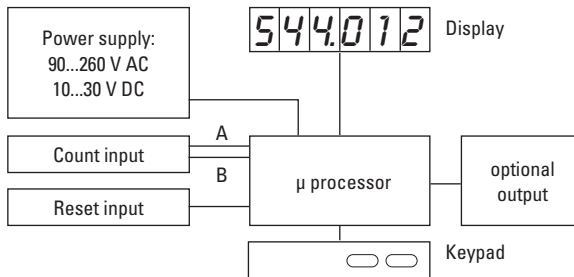 Power supply:
90...260 V AC
10...30 V DC
544.012
Display
Count input
A
B
Reset input
µ processor
optional
output
Keypad